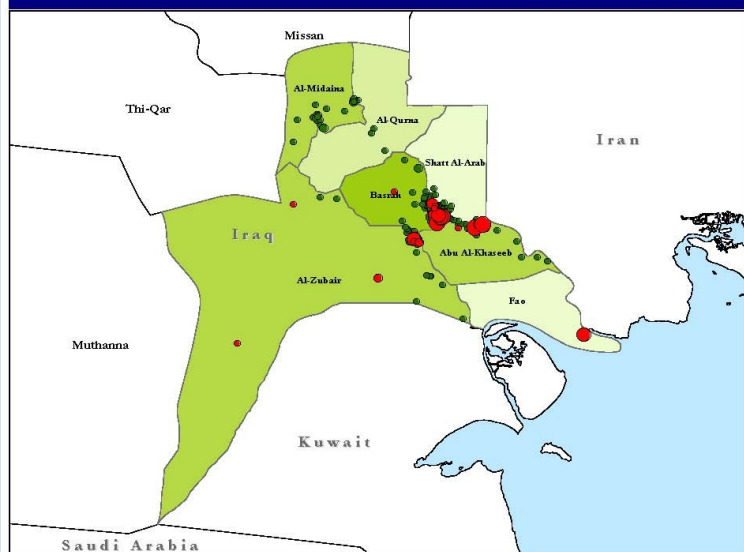 Missan
Al-Midaina
Thi-Qar
Al-Qurna
Iran
Shatt Al-Arab
Basrah
Iraq
Abu Al-Khaseeb
Al-Zubair
Fao
Muthanna
Kuwait
Saudi Arabia